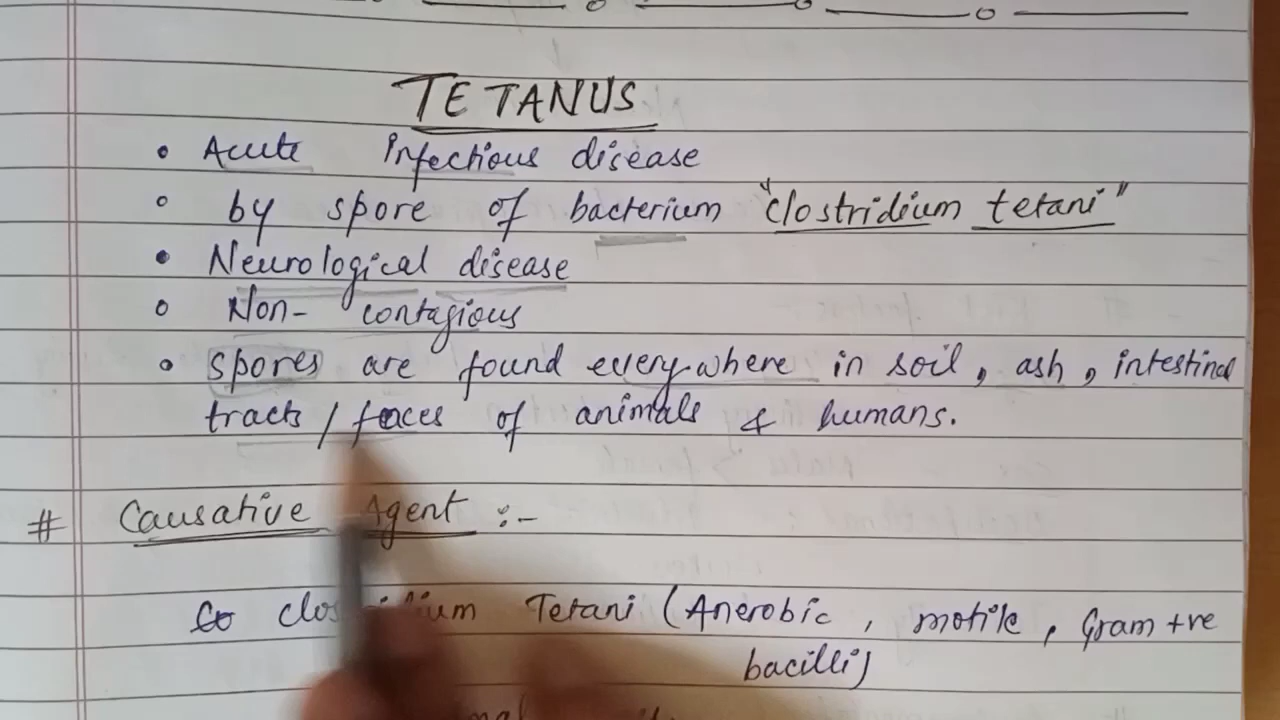 TETANUS
• Acute infectious disease
• by spore of bacterium "clostridium tetani"
• Neurological disease
• Non- contagious
• spores are found everywhere in soil, ash, intestinal
tracts / faces of animals & humans.
# Causative Agent :-
Tetani (Anerobic, motile, Gram +ve
bacilli)